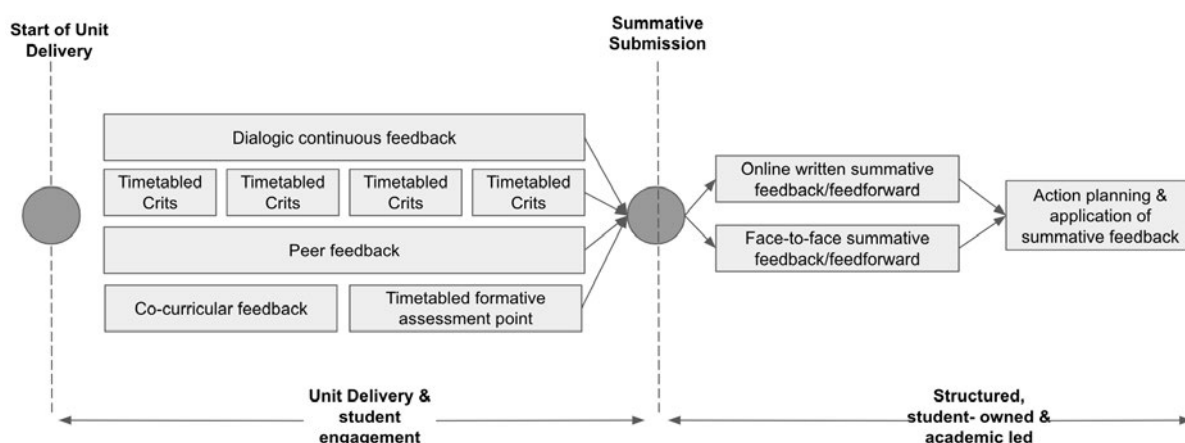 Start of Unit
Delivery
Summative
Submission
Dialogic continuous feedback
Timetabled
Crits
Timetabled
Crits
Timetabled
Crits
Timetabled
Crits
Peer feedback
Co-curricular feedback
Timetabled formative
assessment point
Online written summative
feedback/feedforward
Face-to-face summative
feedback/feedforward
Action planning &
application of
summative feedback
Unit Delivery &
student
engagement
Structured,
student- owned &
academic led